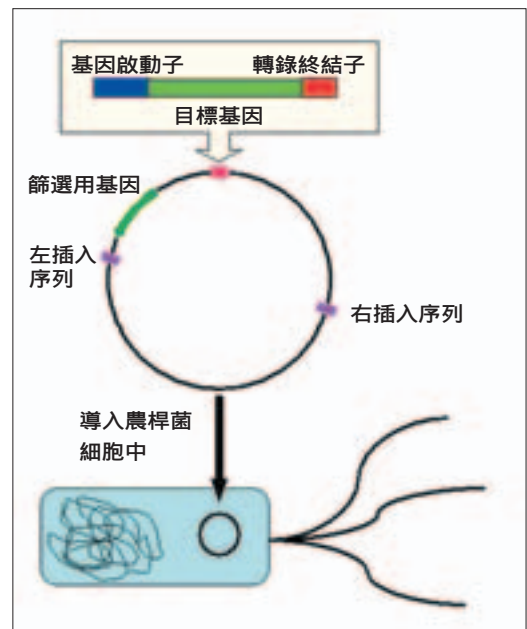 基因啟動子
轉錄終結子
目標基因
篩選用基因
左插入
序列
右插入序列
導入農桿菌
細胞中